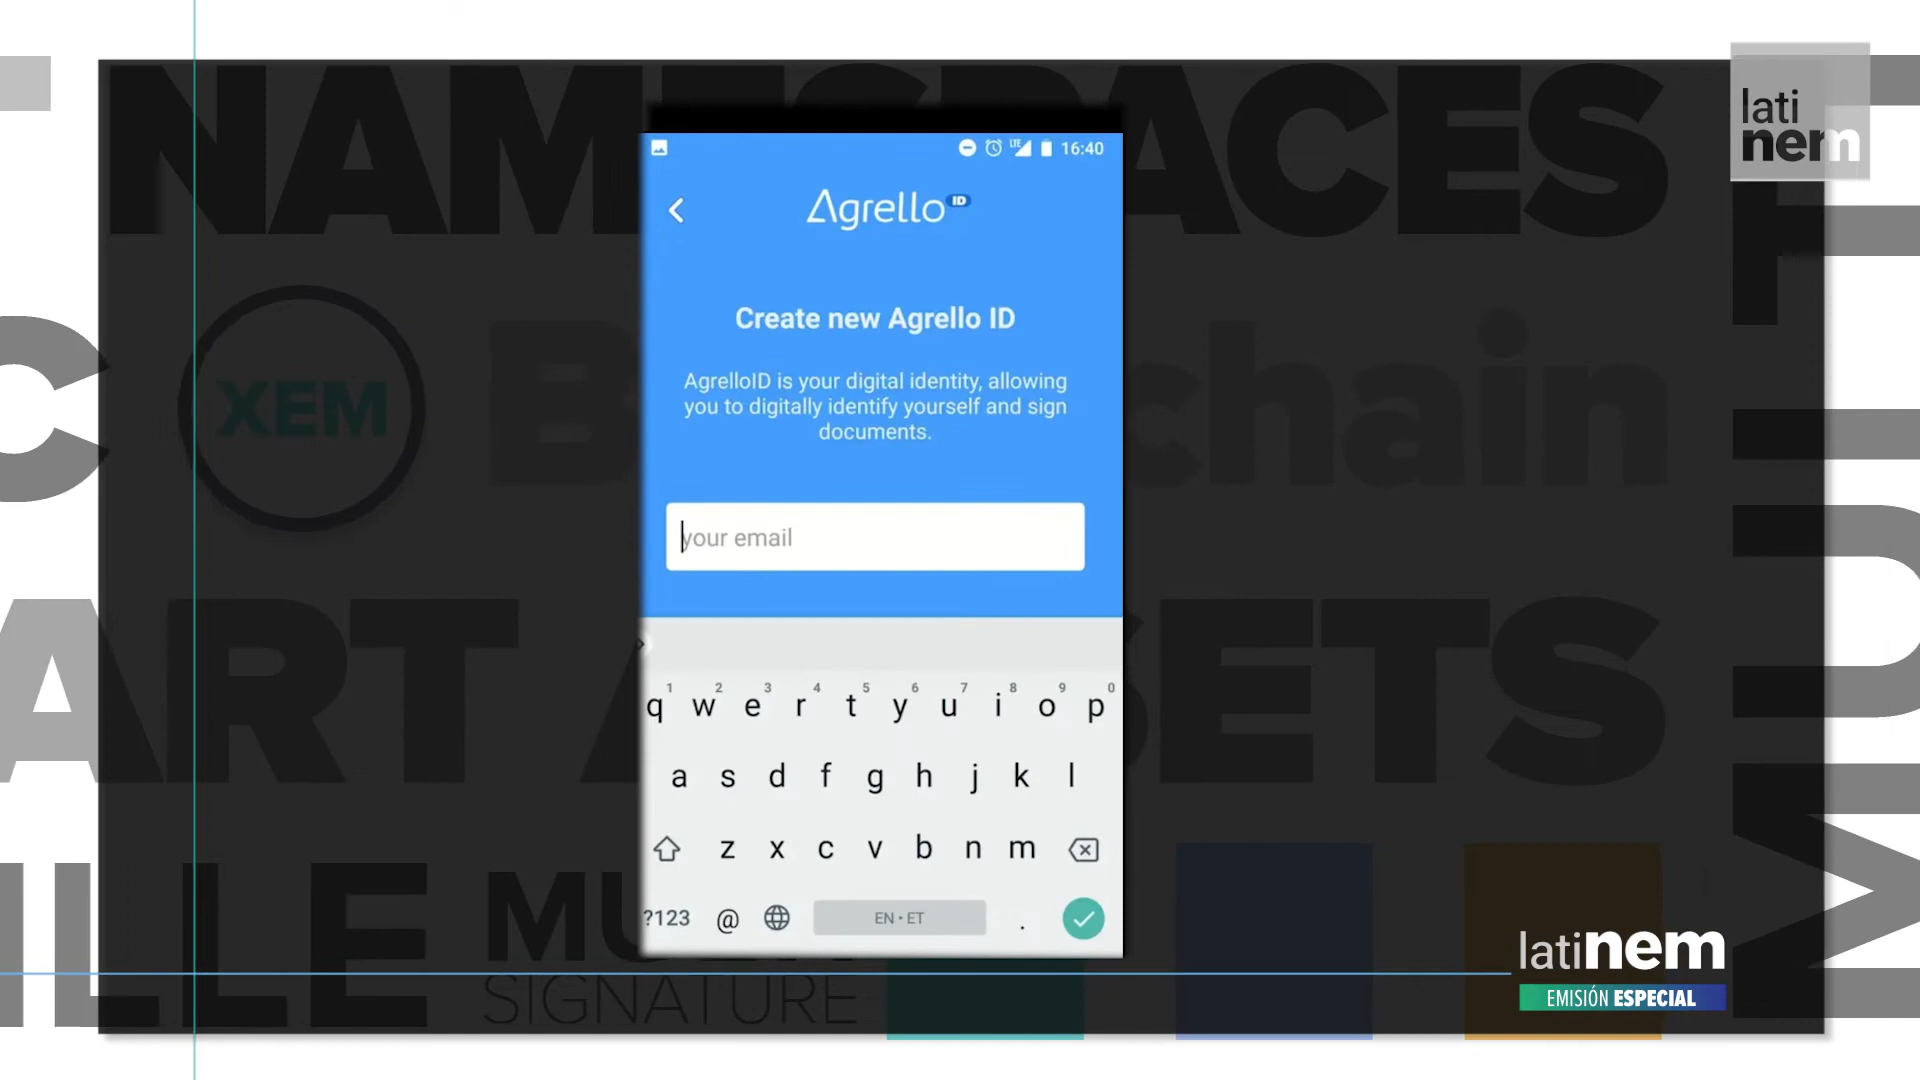 NAMESPACES
lati
nem
16:40
Agrello ID
Create new Agrello ID
AgrelloID is your digital identity, allowing
you to digitally identify yourself and sign
documents.
XEM
your email
q w e r t y u i o p
1 2 3 4 5 6 7 8 9 0
a s d f g h j k l
z x c v b n m
?123 @ EN • ET .
SIGNATURE
latinem
EMISIÓN ESPECIAL